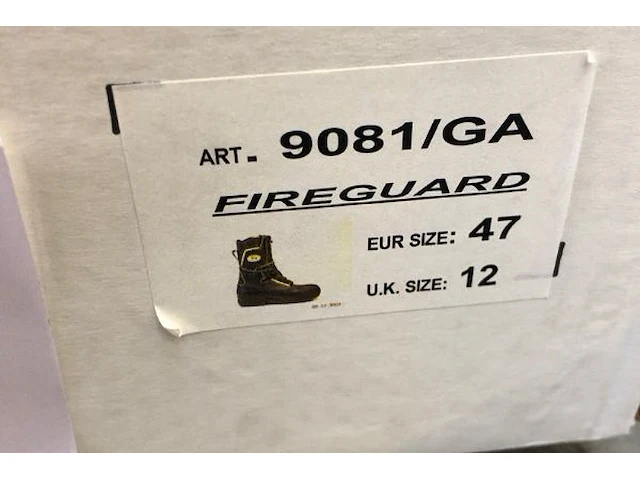 ART. 9081/GA
FIREGUARD
EUR SIZE: 47
U.K. SIZE: 12